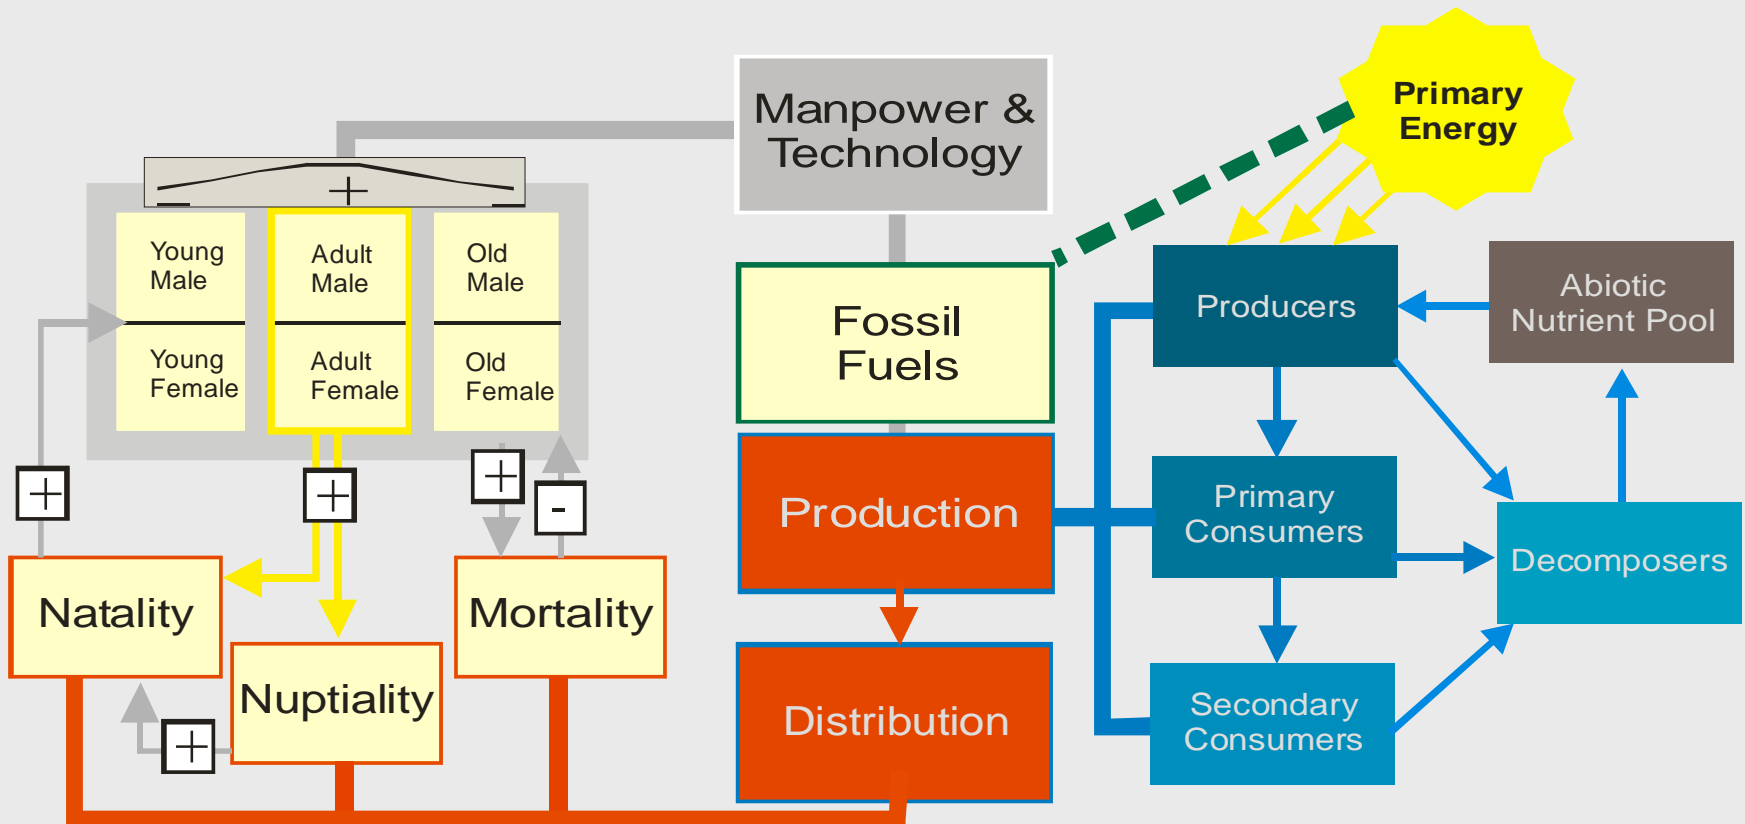 Manpower &
Technology
Primary
Energy
+
Young
Male
Adult
Male
Old
Male
Young
Female
Adult
Female
Old
Female
Fossil
Fuels
Producers
Abiotic
Nutrient Pool
+
+
+
-
Production
Primary
Consumers
Decomposers
Natality
Mortality
Nuptiality
+
Distribution
Secondary
Consumers